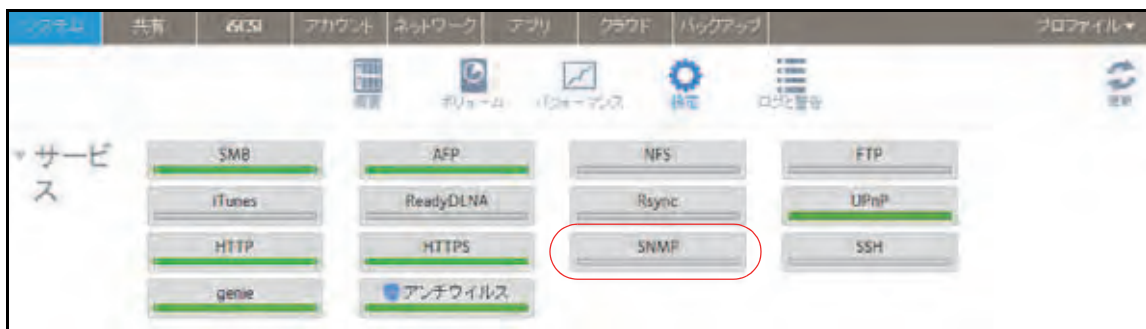 システム 共有 iSCSI アカウント ネットワーク アプリ クラウド バックアップ プロファイル
概要 ボリューム パフォーマンス 設定 ログと警告 更新
サービス
SMB AFP NFS FTP
iTunes ReadyDLNA Rsync UPnP
HTTP HTTPS SNMP SSH
genie アンチウイルス